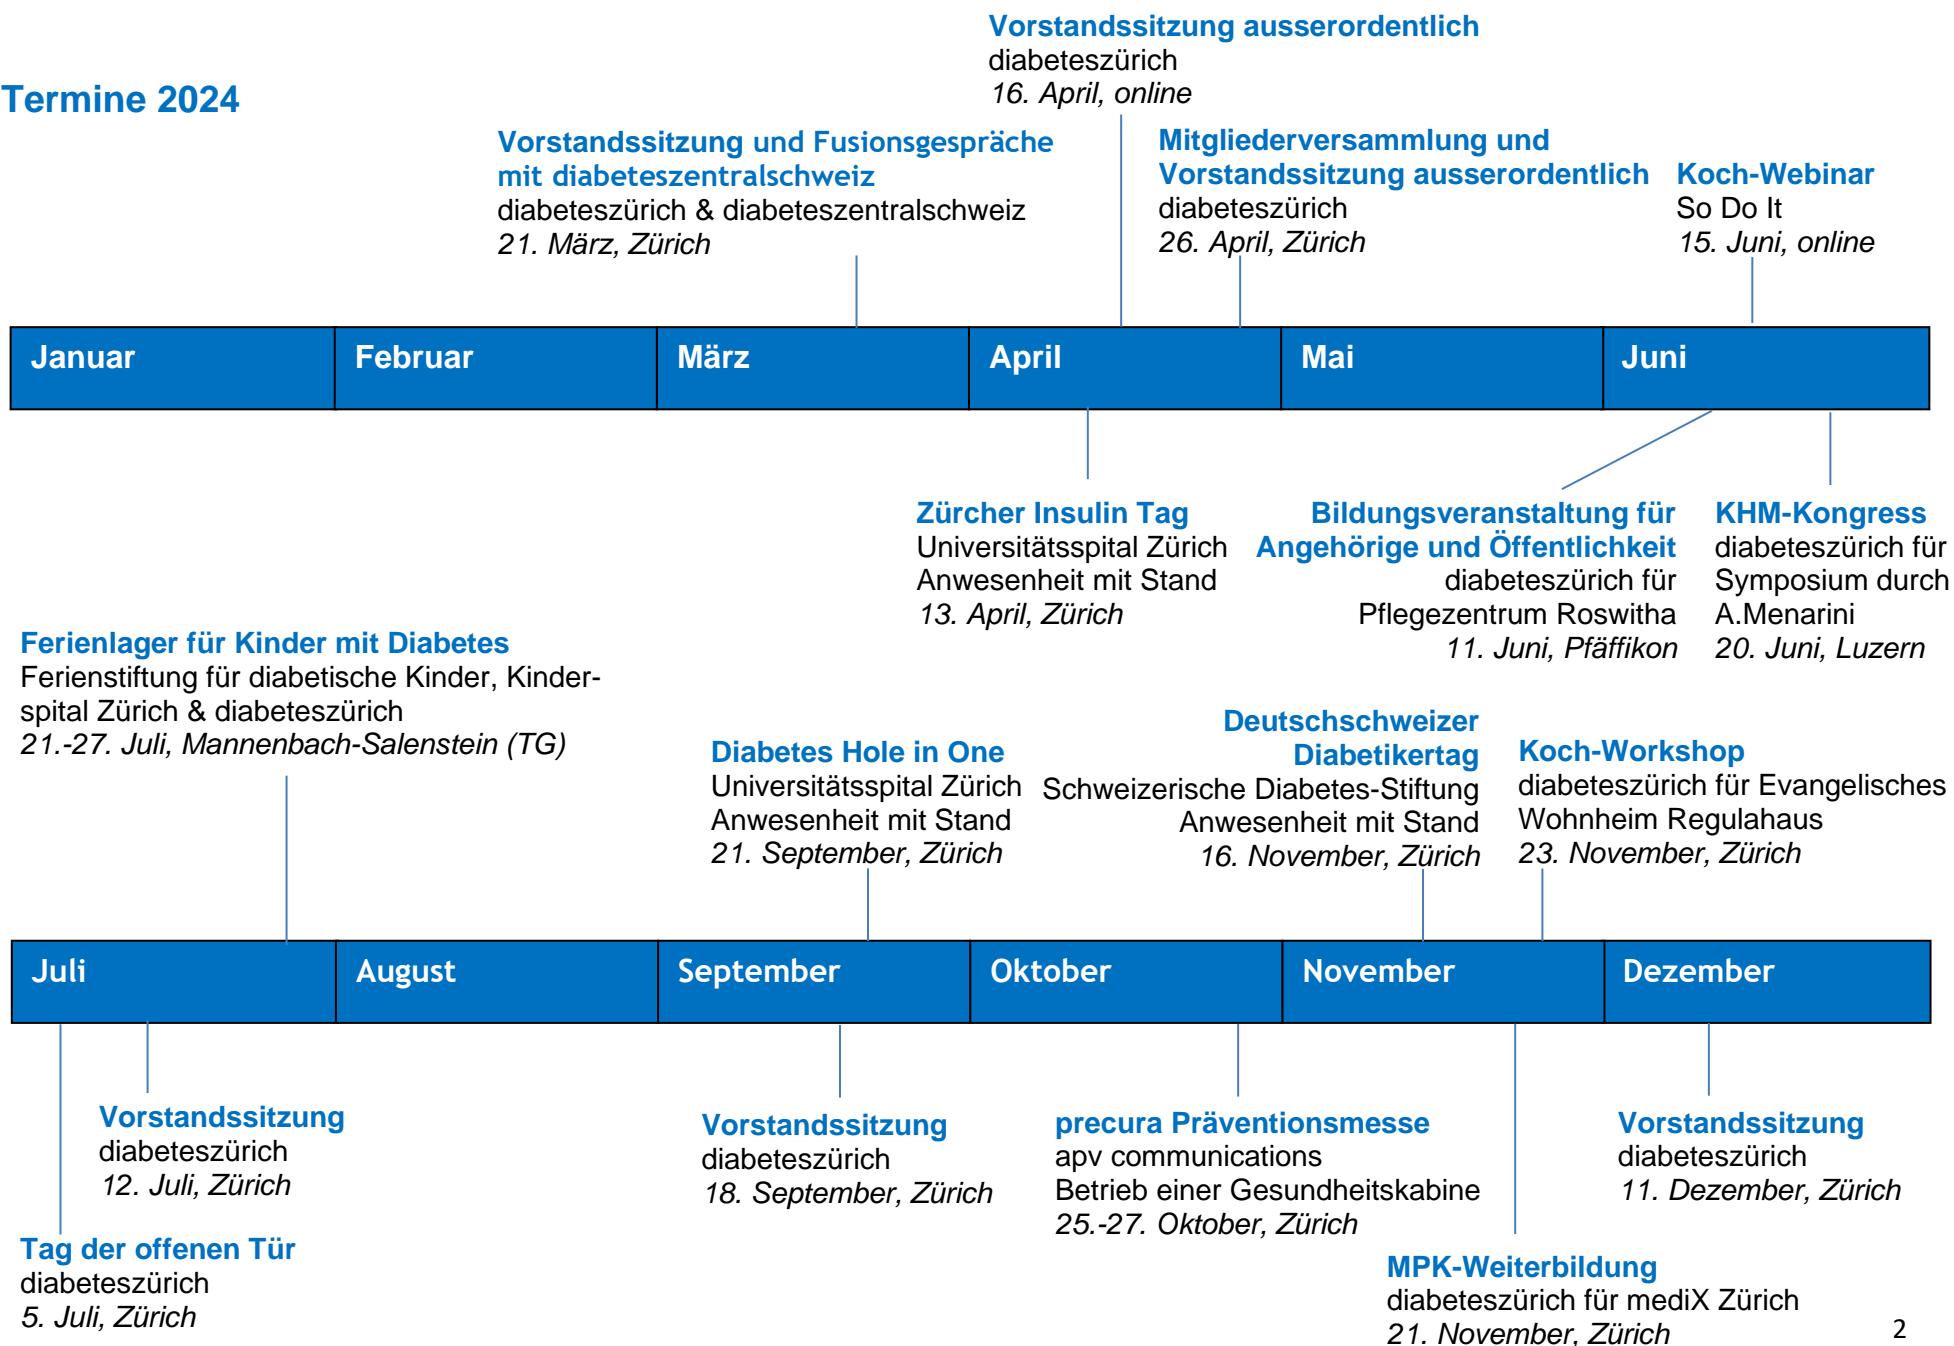 Termine 2024
Vorstandssitzung und Fusionsgespräche
mit diabeteszentralschweiz
diabeteszürich & diabeteszentralschweiz
21. März, Zürich
Vorstandssitzung ausserordentlich
diabeteszürich
16. April, online
Mitgliederversammlung und
Vorstandssitzung ausserordentlich
diabeteszürich
26. April, Zürich
Koch-Webinar
So Do It
15. Juni, online
Januar
Februar
März
April
Mai
Juni
Zürcher Insulin Tag
Universitätsspital Zürich
Anwesenheit mit Stand
13. April, Zürich
Bildungsveranstaltung für
Angehörige und Öffentlichkeit
diabeteszürich für
Pflegezentrum Roswitha
11. Juni, Pfäffikon
KHM-Kongress
diabeteszürich für
Symposium durch
A.Menarini
20. Juni, Luzern
Ferienlager für Kinder mit Diabetes
Ferienstiftung für diabetische Kinder, Kinder-
spital Zürich & diabeteszürich
21.-27. Juli, Mannenbach-Salenstein (TG)
Diabetes Hole in One
Universitätsspital Zürich
Anwesenheit mit Stand
21. September, Zürich
Deutschschweizer
Diabetikertag
Schweizerische Diabetes-Stiftung
Anwesenheit mit Stand
16. November, Zürich
Koch-Workshop
diabeteszürich für Evangelisches
Wohnheim Regulahaus
23. November, Zürich
Juli
August
September
Oktober
November
Dezember
Vorstandssitzung
diabeteszürich
12. Juli, Zürich
Tag der offenen Tür
diabeteszürich
5. Juli, Zürich
Vorstandssitzung
diabeteszürich
18. September, Zürich
precura Präventionsmesse
apv communications
Betrieb einer Gesundheitskabine
25.-27. Oktober, Zürich
MPK-Weiterbildung
diabeteszürich für mediX Zürich
21. November, Zürich
Vorstandssitzung
diabeteszürich
11. Dezember, Zürich
2